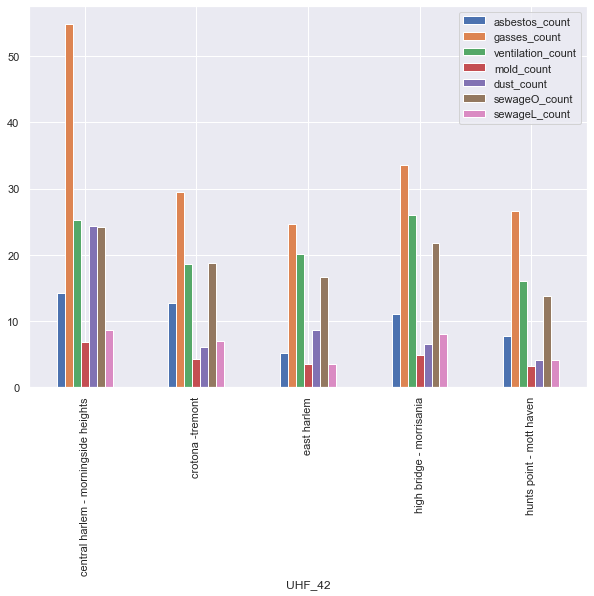 asbestos_count
gasses_count
ventilation_count
mold_count
dust_count
sewageO_count
sewageL_count
50
40
30
20
10
0
central harlem - morningside heights
crotona -tremont
east harlem
high bridge - morrisania
hunts point - mott haven
UHF_42